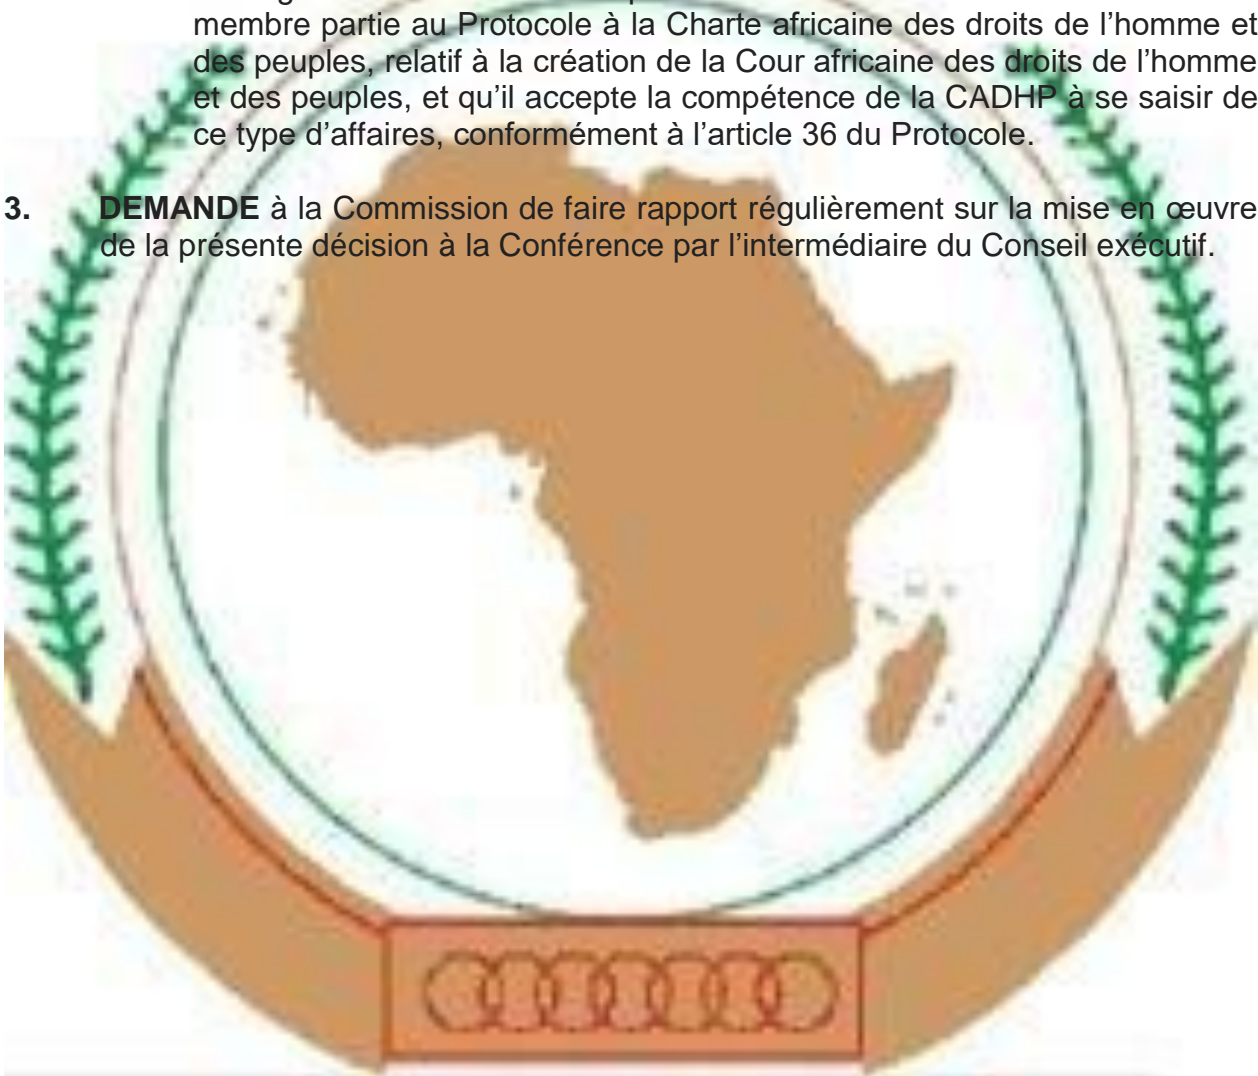 membre partie au Protocole à la Charte africaine des droits de l’homme et
des peuples, relatif à la création de la Cour africaine des droits de l’homme
et des peuples, et qu’il accepte la compétence de la CADHP à se saisir de
ce type d’affaires, conformément à l’article 36 du Protocole.
3. DEMANDE à la Commission de faire rapport régulièrement sur la mise en œuvre
de la présente décision à la Conférence par l’intermédiaire du Conseil exécutif.